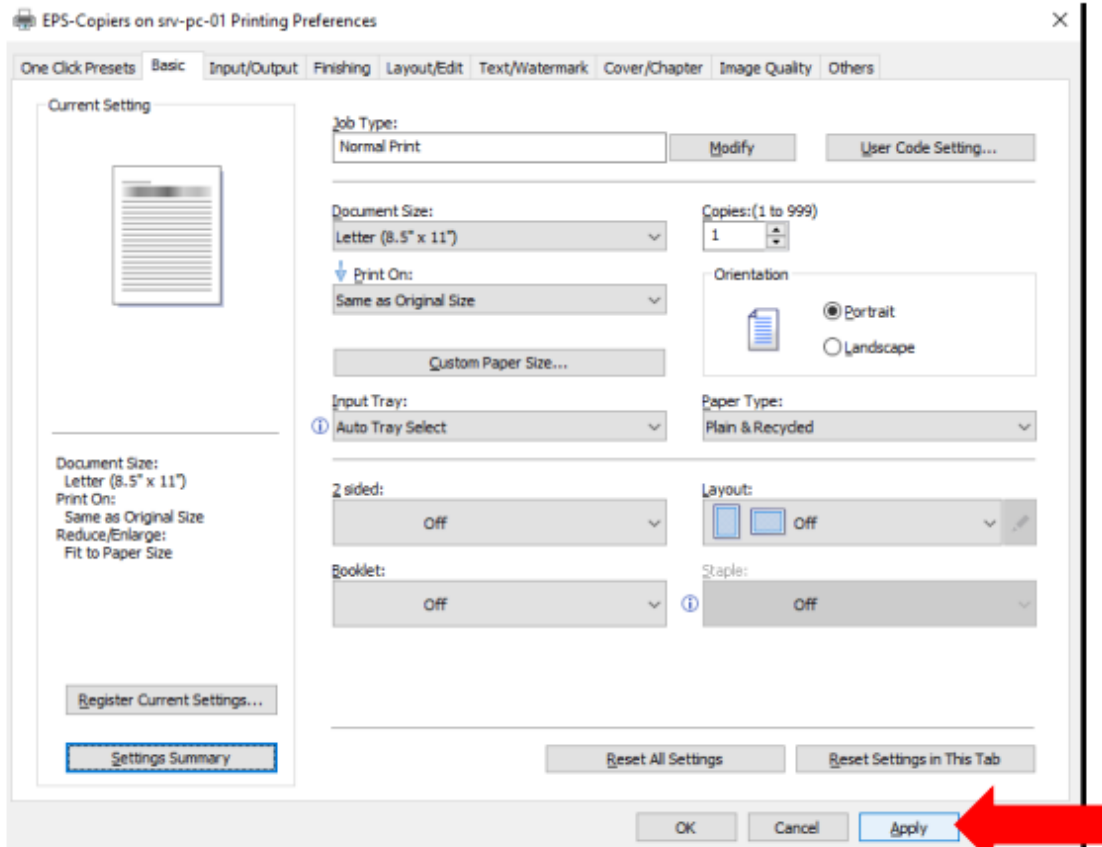 EPS-Copiers on srv-pc-01 Printing Preferences
One Click Presets Basic Input/Output Finishing Layout/Edit Text/Watermark Cover/Chapter Image Quality Others
Current Setting
Job Type:
Normal Print Modify User Code Setting...
Document Size: Copies:(1 to 999)
Letter (8.5" x 11") 1
Print On: Orientation
Same as Original Size Portrait
Landscape
Custom Paper Size...
Input Tray: Paper Type:
Auto Tray Select Plain & Recycled
Document Size:
Letter (8.5" x 11")
Print On:
Same as Original Size
Reduce/Enlarge:
Fit to Paper Size
2 sided: Layout:
Off Off
Booklet: Staple:
Off Off
Register Current Settings...
Settings Summary Reset All Settings Reset Settings in This Tab
OK Cancel Apply